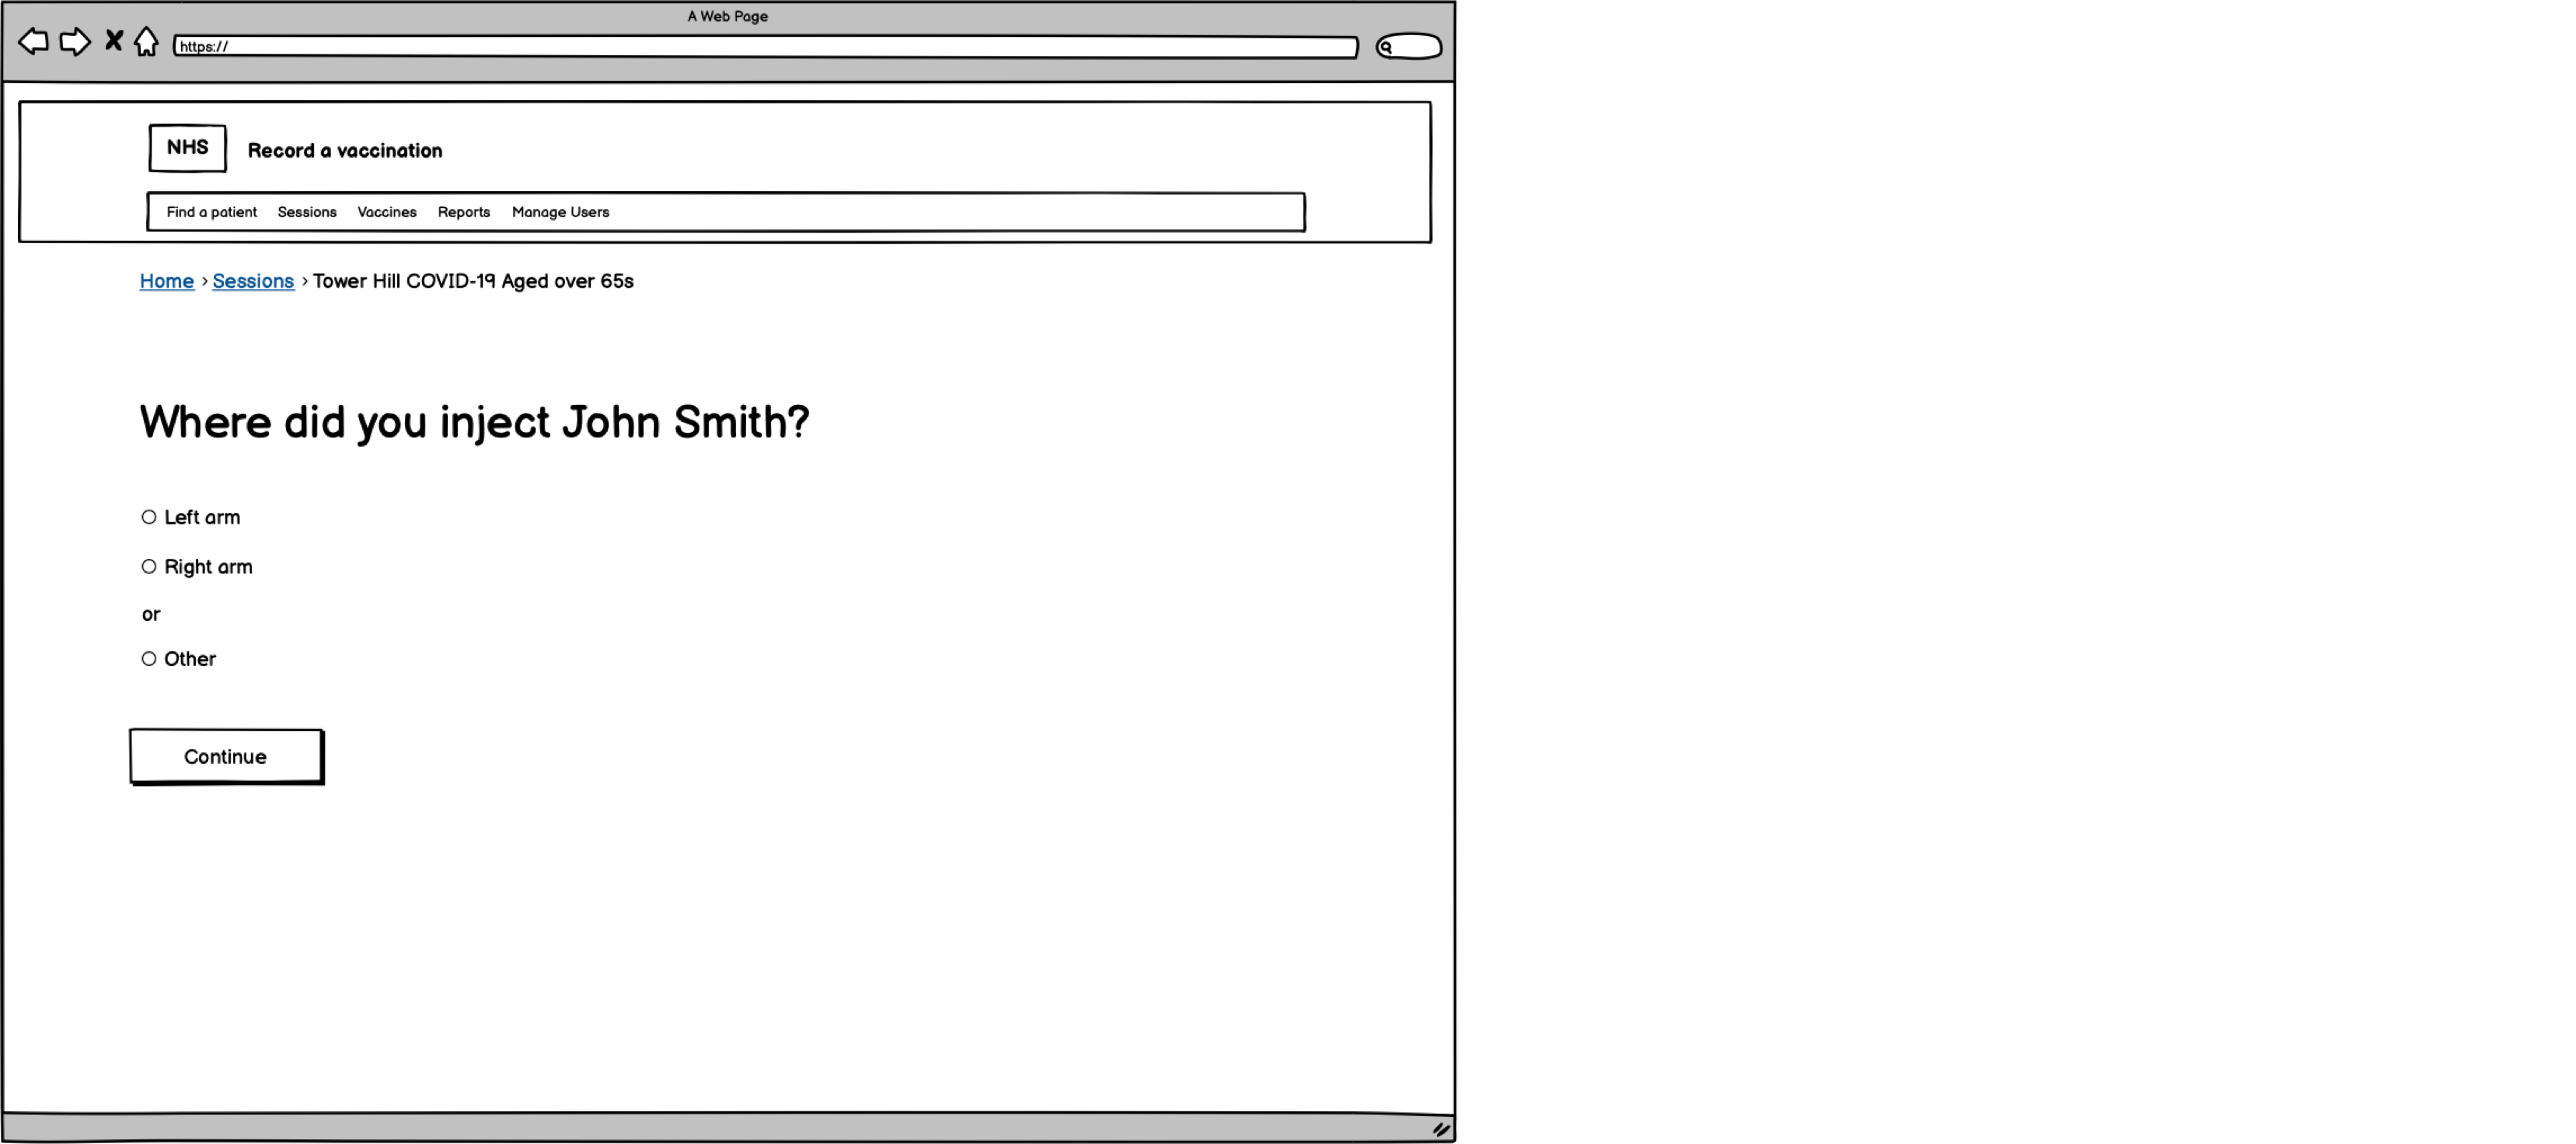 A Web Page
https://
NHS
Record a vaccination
Find a patient Sessions Vaccines Reports Manage Users
Home › Sessions › Tower Hill COVID-19 Aged over 65s
Where did you inject John Smith?
Left arm
Right arm
or
Other
Continue